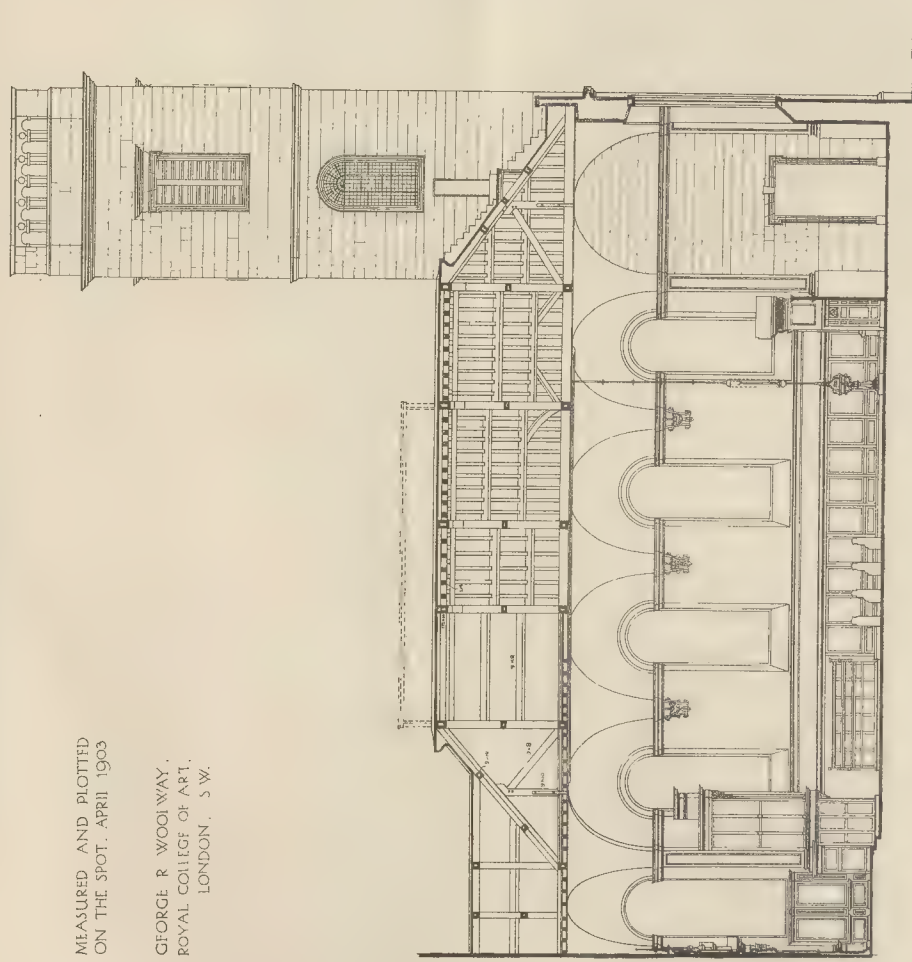 MEASURED AND PLOTTED
ON THE SPOT. APRIL 1903
GEORGE R WOOLWAY.
ROYAL COLLEGE OF ART.
LONDON. S W.